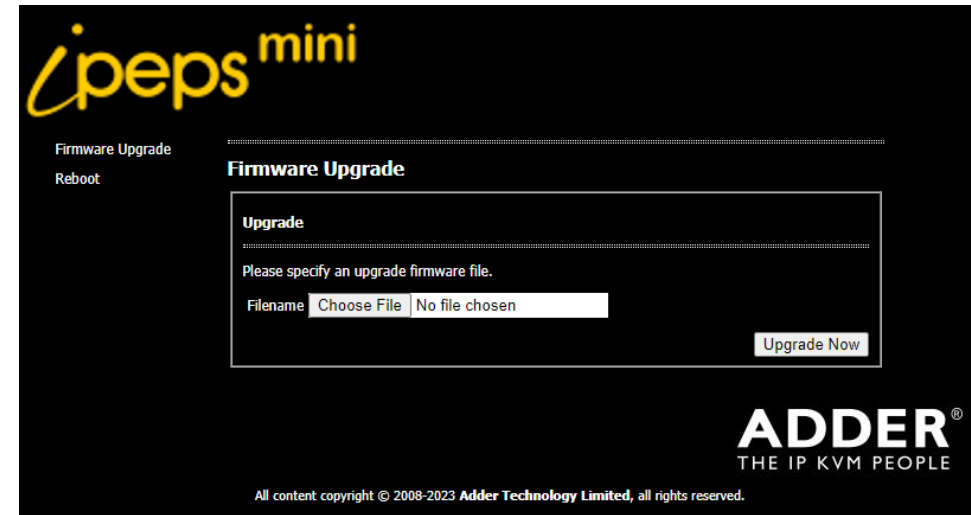 ipeps mini
Firmware Upgrade
Reboot
Firmware Upgrade
Upgrade
Please specify an upgrade firmware file.
Filename Choose File No file chosen
Upgrade Now
ADDER®
THE IP KVM PEOPLE
All content copyright © 2008-2023 Adder Technology Limited, all rights reserved.